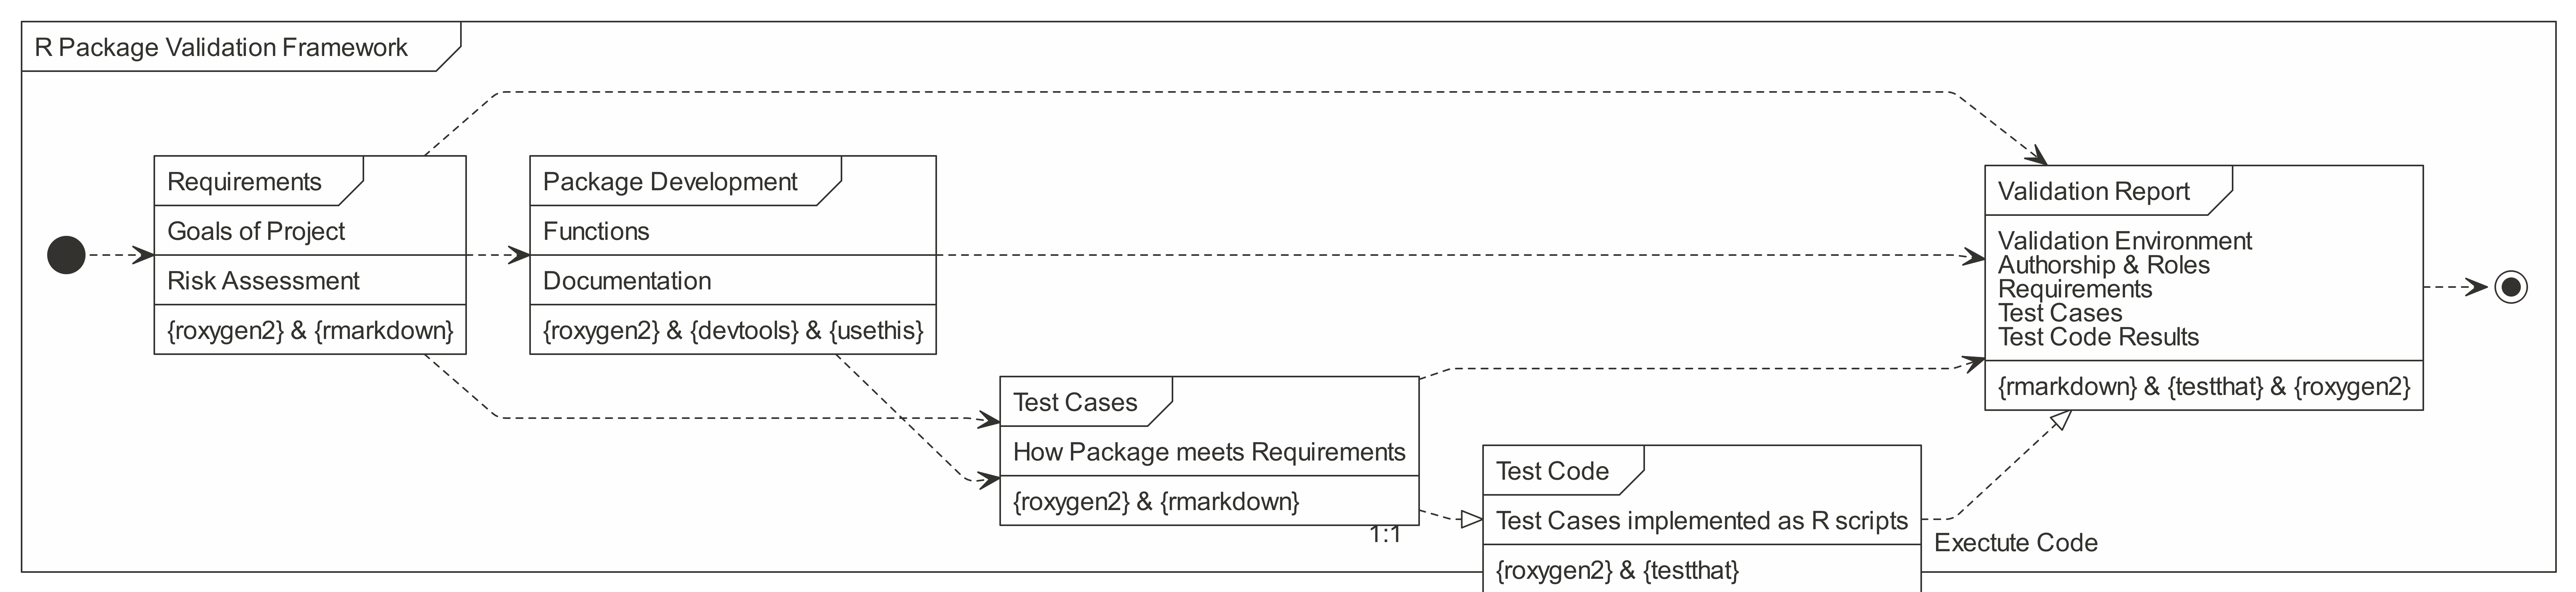 R Package Validation Framework
Requirements
Goals of Project
Risk Assessment
{roxygen2} & {rmarkdown}
Package Development
Functions
Documentation
{roxygen2} & {devtools} & {usethis}
Test Cases
How Package meets Requirements
{roxygen2} & {rmarkdown}
1:1
Test Code
Test Cases implemented as R scripts
{roxygen2} & {testthat}
Exectute Code
Validation Report
Validation Environment
Authorship & Roles
Requirements
Test Cases
Test Code Results
{rmarkdown} & {testthat} & {roxygen2}